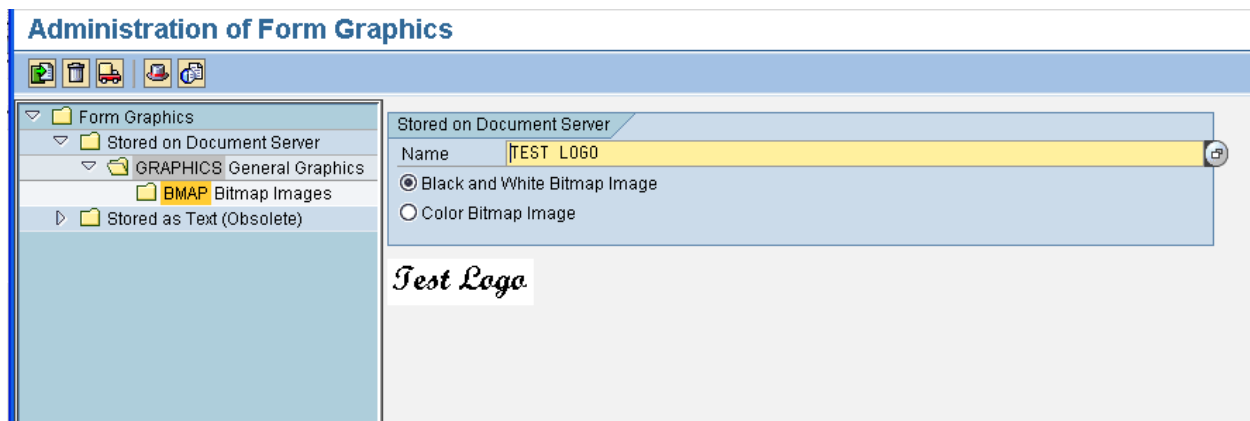 Administration of Form Graphics
Form Graphics
Stored on Document Server
GRAPHICS General Graphics
BMAP Bitmap Images
Stored as Text (Obsolete)
Stored on Document Server
Name TEST LOGO
Black and White Bitmap Image
Color Bitmap Image
Test Logo